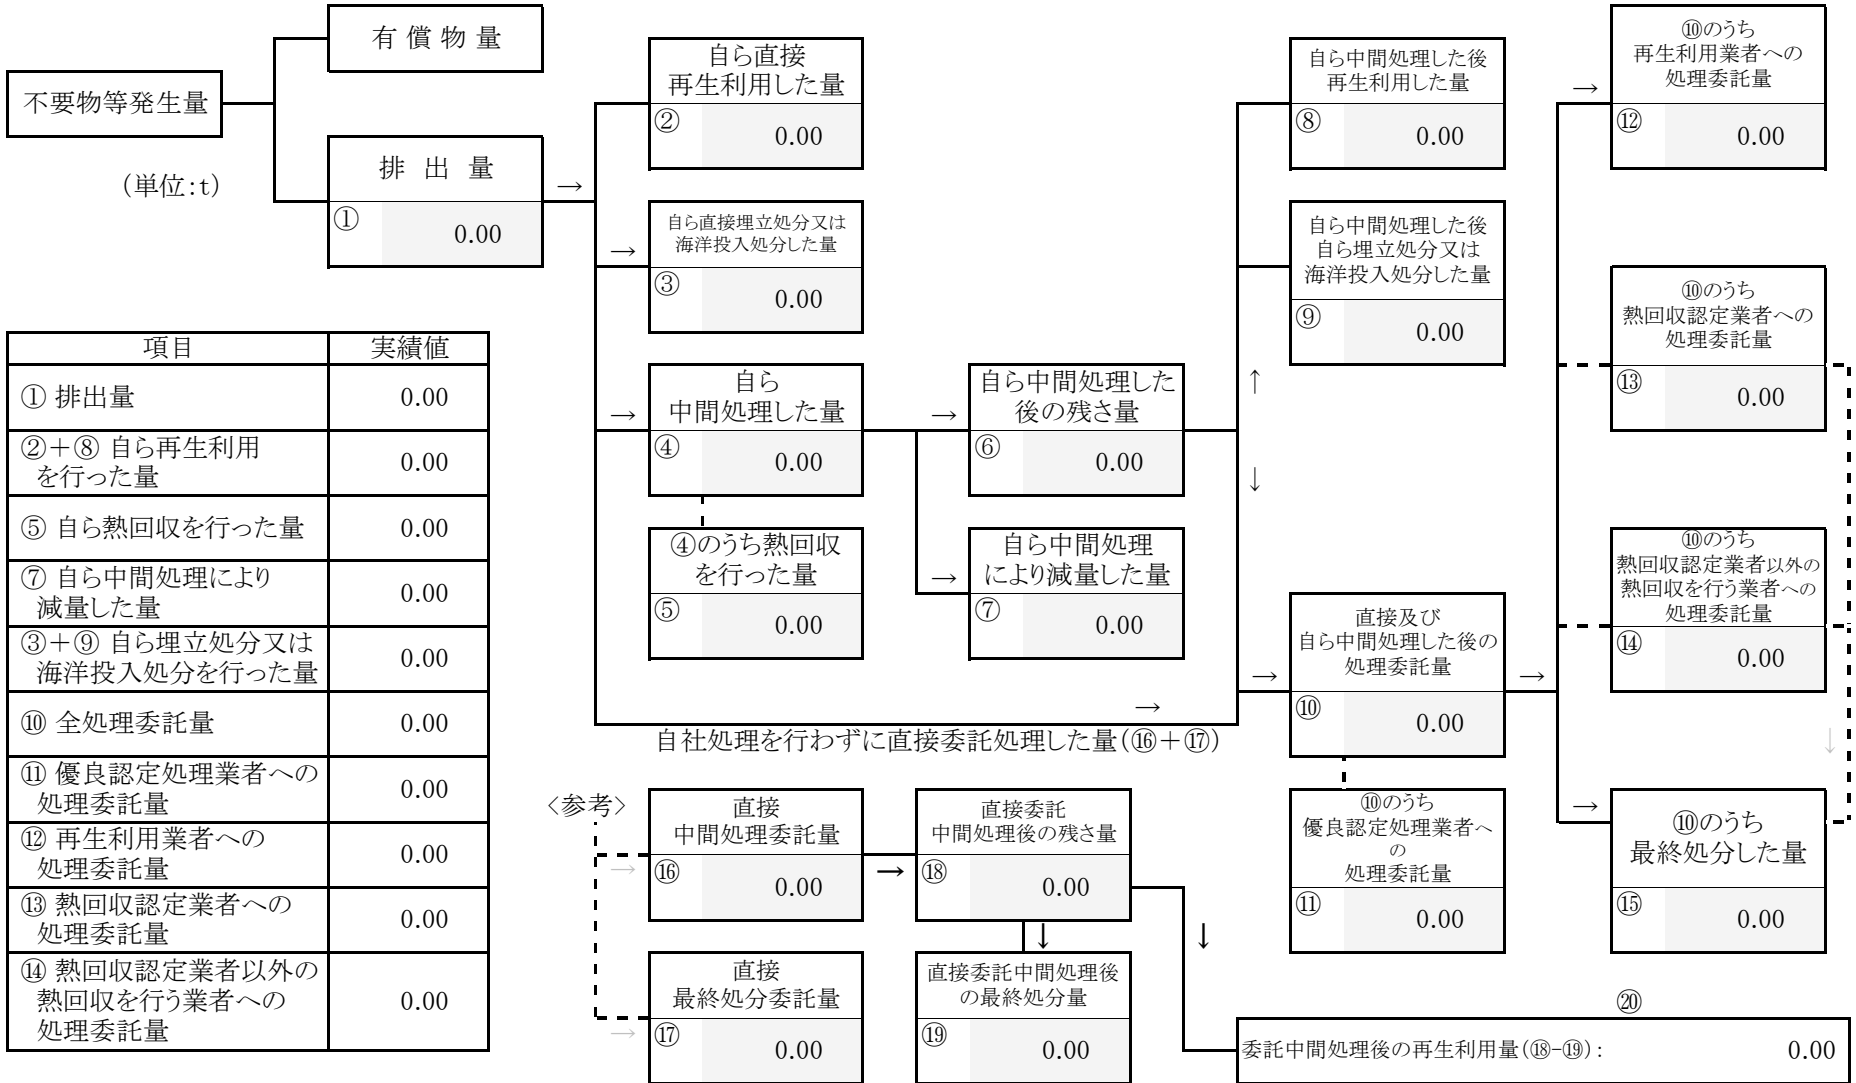 有 償 物 量
不要物等発生量
(単位:t)
排 出 量
→
①
0.00
自ら直接
再生利用した量
②
0.00
→
自ら直接埋立処分又は
海洋投入処分した量
③
0.00
→
自ら
中間処理した量
④
0.00
④のうち熱回収
を行った量
⑤
0.00
→
自ら中間処理した
後の残さ量
⑥
0.00
→
自ら中間処理
により減量した量
⑦
0.00
→
自社処理を行わずに直接委託処理した量(⑯+⑰)
自ら中間処理した後
再生利用した量
⑧
0.00
自ら中間処理した後
自ら埋立処分又は
海洋投入処分した量
⑨
0.00
↑
↓
→
直接及び
自ら中間処理した後の
処理委託量
⑩
0.00
→
⑩のうち
優良認定処理業者へ
の
処理委託量
⑪
0.00
→
⑩のうち
再生利用業者への
処理委託量
⑫
0.00
⑩のうち
熱回収認定業者への
処理委託量
⑬
0.00
⑩のうち
熱回収認定業者以外の
熱回収を行う業者への
処理委託量
⑭
0.00
↓
→
⑩のうち
最終処分した量
⑮
0.00
項目 実績値
① 排出量 0.00
②+⑧ 自ら再生利用
を行った量 0.00
⑤ 自ら熱回収を行った量 0.00
⑦ 自ら中間処理により
減量した量 0.00
③+⑨ 自ら埋立処分又は
海洋投入処分を行った量 0.00
⑩ 全処理委託量 0.00
⑪ 優良認定処理業者への
処理委託量 0.00
⑫ 再生利用業者への
処理委託量 0.00
⑬ 熱回収認定業者への
処理委託量 0.00
⑭ 熱回収認定業者以外の
熱回収を行う業者への
処理委託量 0.00
<参考>
→
直接
中間処理委託量
⑯
0.00
→
直接委託
中間処理後の残さ量
⑱
0.00
↓
↓
→
直接
最終処分委託量
⑰
0.00
直接委託中間処理後
の最終処分量
⑲
0.00
⑳
委託中間処理後の再生利用量(⑱-⑲): 0.00